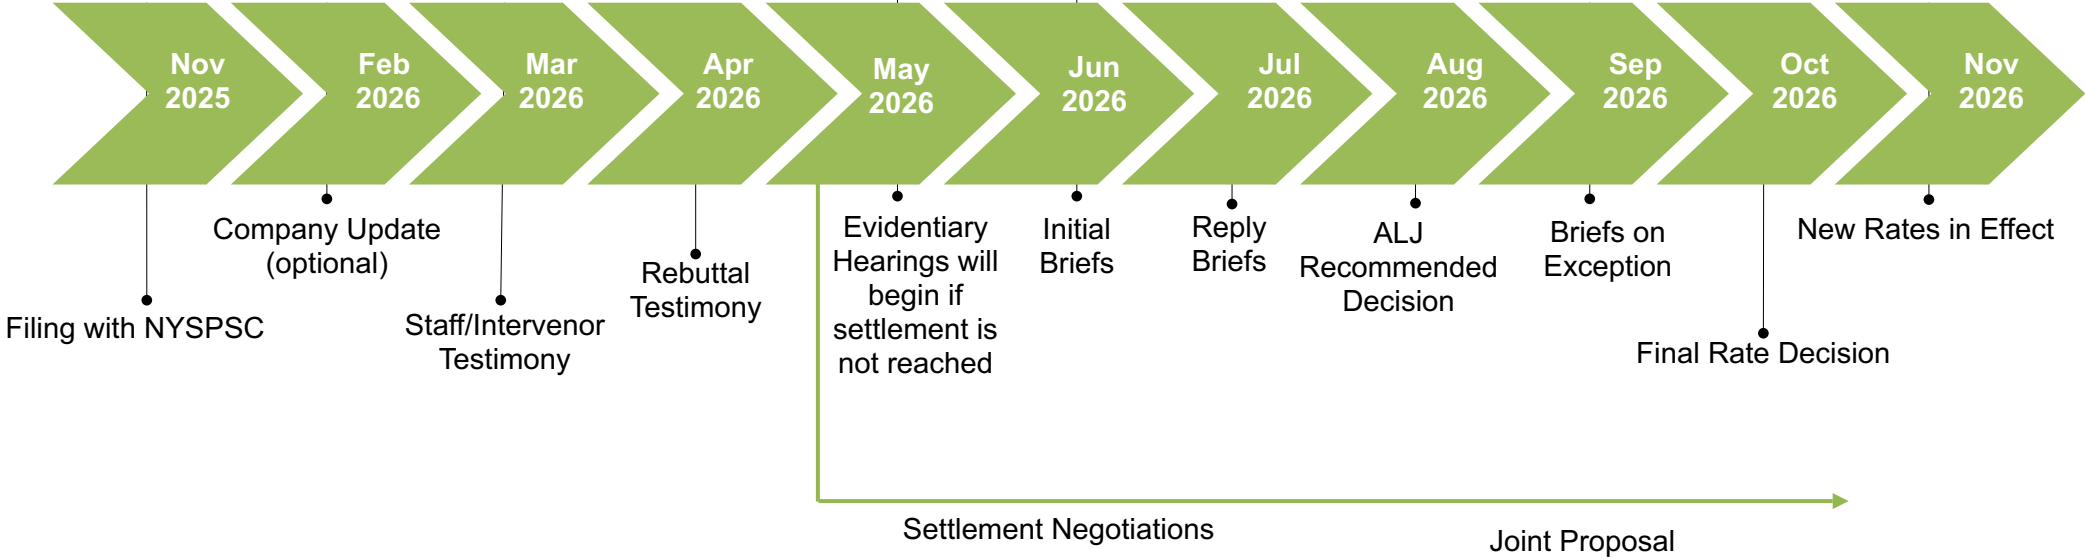 Nov
2025
Feb
2026
Mar
2026
Apr
2026
May
2026
Jun
2026
Jul
2026
Aug
2026
Sep
2026
Oct
2026
Nov
2026
Filing with NYSPSC
Company Update
(optional)
Staff/Intervenor
Testimony
Rebuttal
Testimony
Evidentiary
Hearings will
begin if
settlement is
not reached
Initial
Briefs
Reply
Briefs
ALJ
Recommended
Decision
Briefs on
Exception
Final Rate Decision
New Rates in Effect
Settlement Negotiations
Joint Proposal